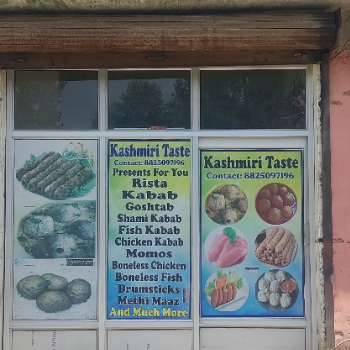 Kashmiri Taste
Contact: 8825097196
Presents For You
Rista
Kabab
Goshtab
Shami Kabab
Fish Kabab
Chicken Kabab
Momos
Boneless Chicken
Boneless Fish
Drumsticks
Methi Maaz
And Much More
Kashmiri Taste
Contact: 8825097196